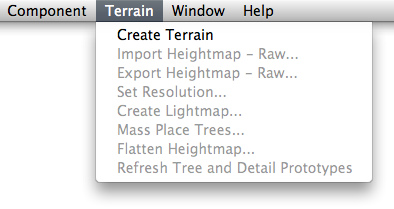 Component Terrain Window Help
Create Terrain
Import Heightmap – Raw...
Export Heightmap – Raw...
Set Resolution...
Create Lightmap...
Mass Place Trees...
Flatten Heightmap...
Refresh Tree and Detail Prototypes